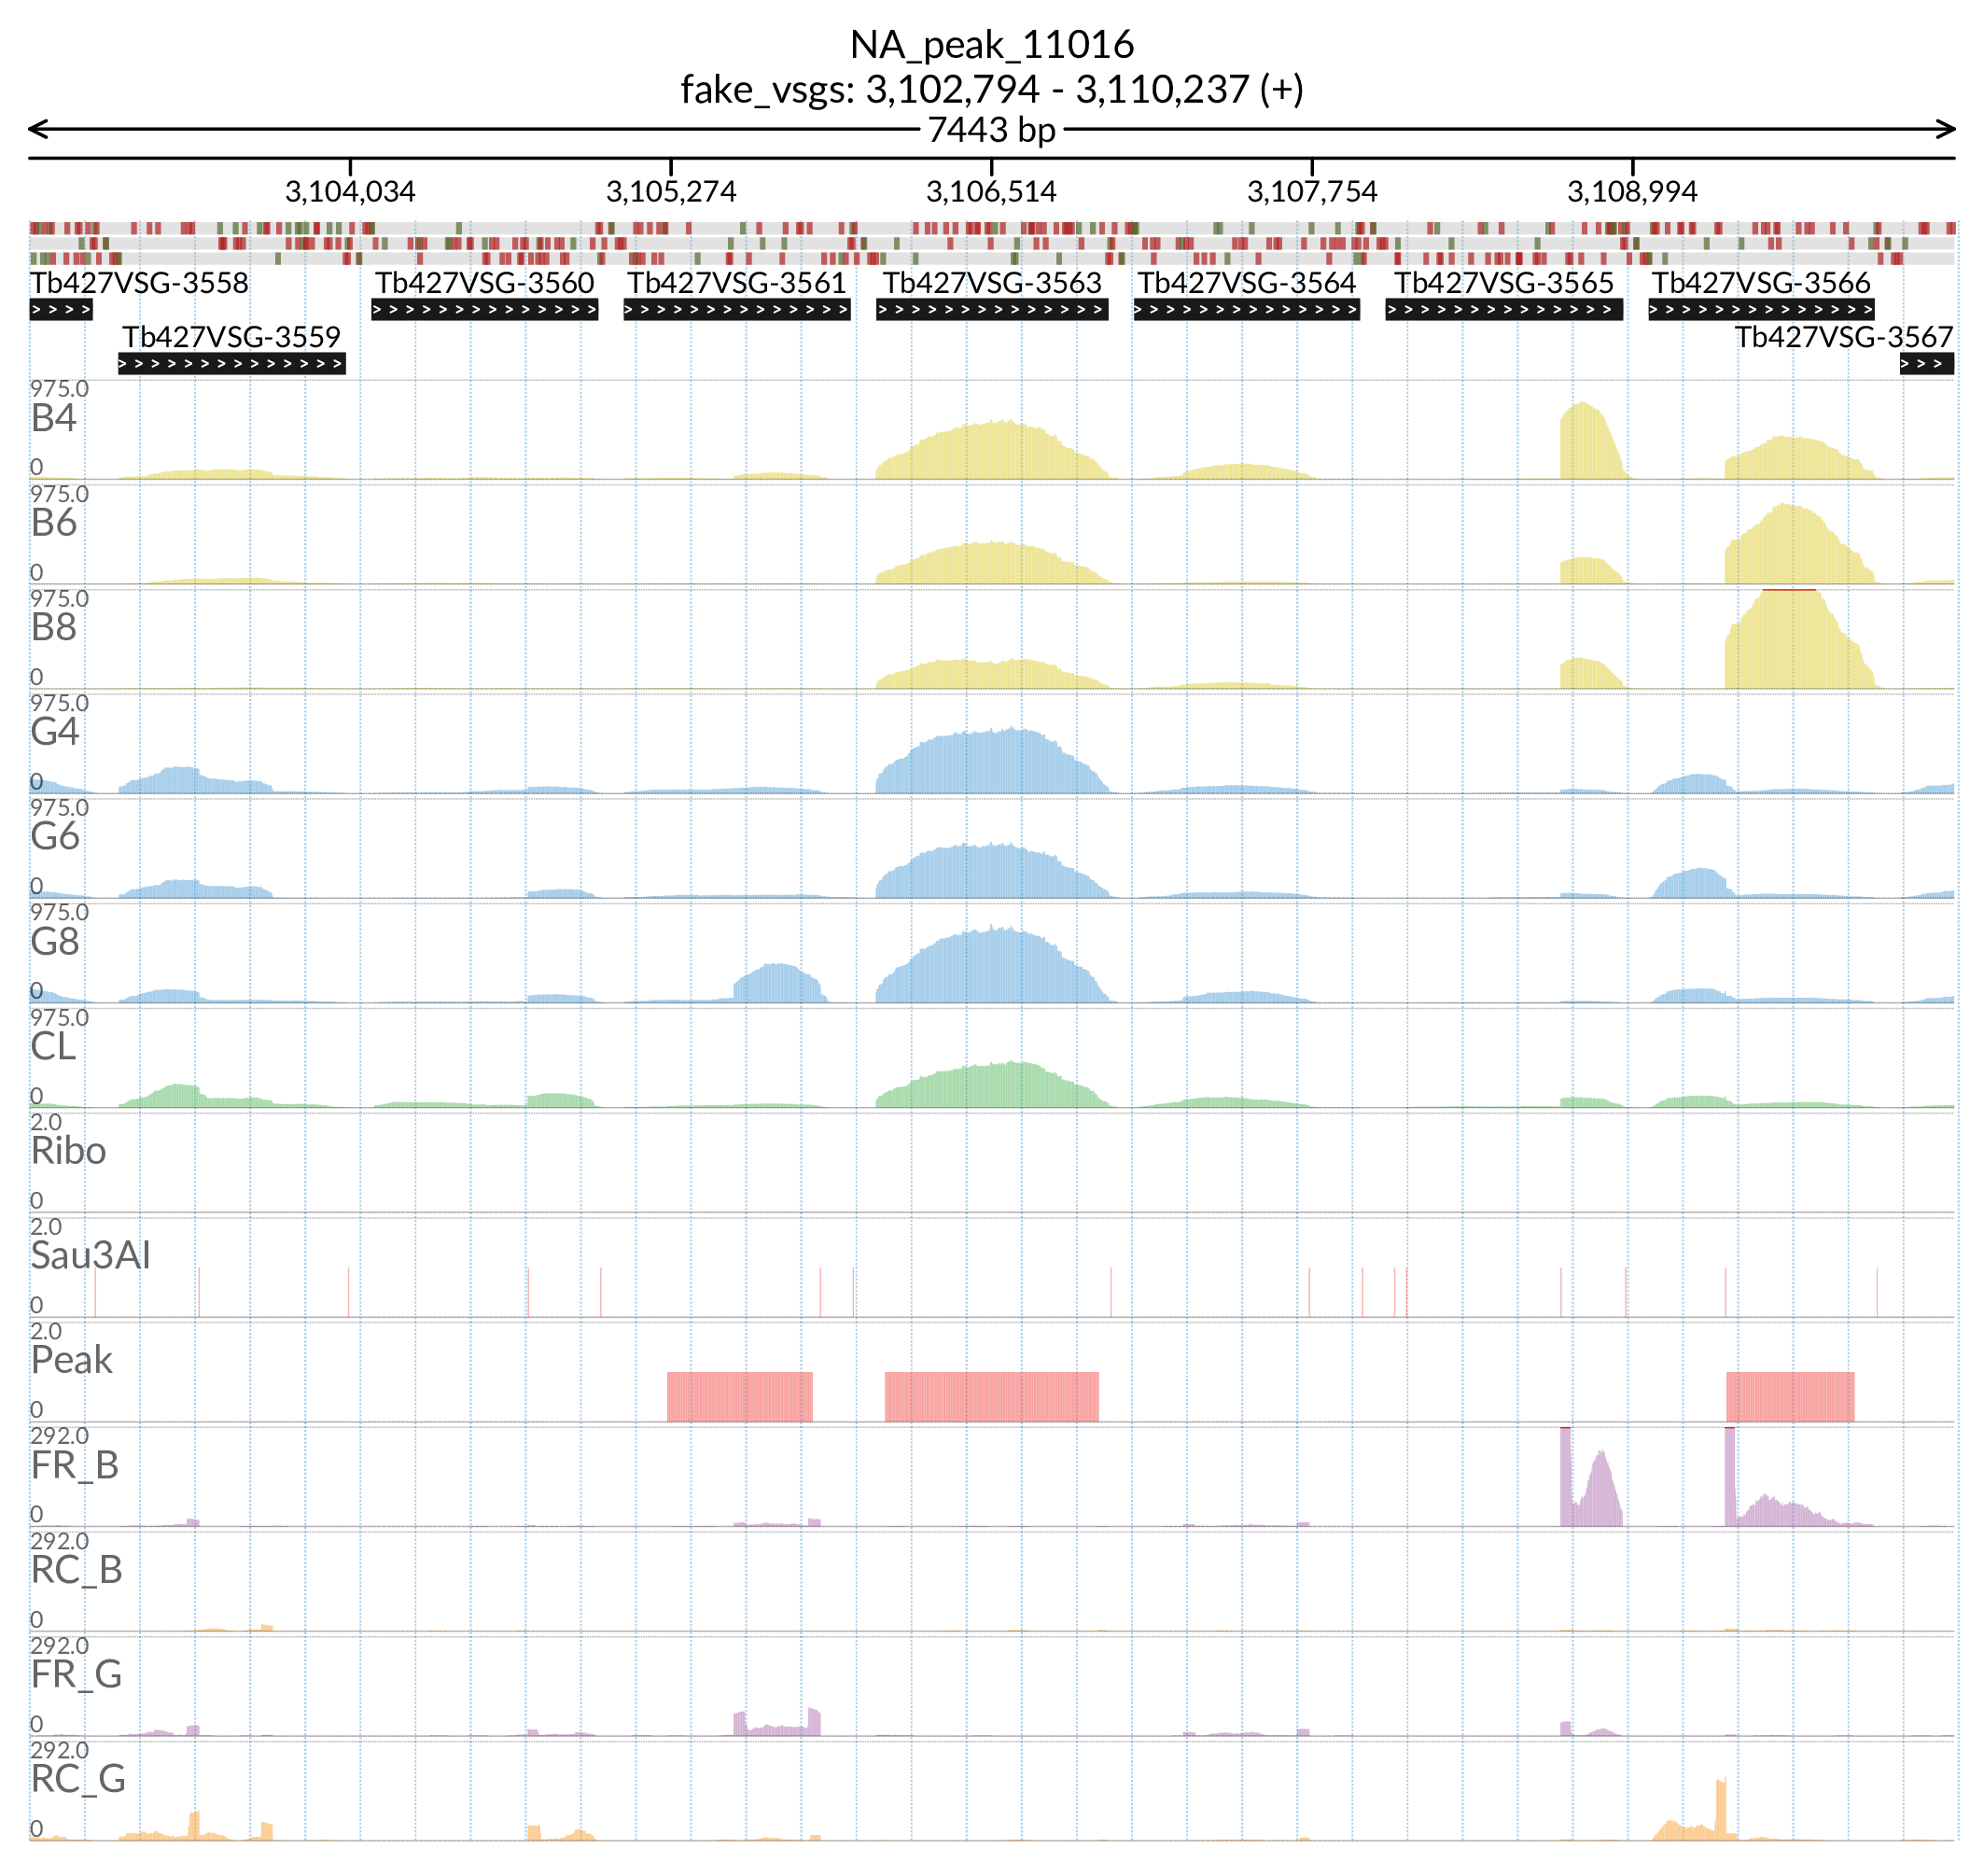 NA_peak_11016
fake_vsgs: 3,102,794 - 3,110,237 (+)
7443 bp
3,104,034 3,105,274 3,106,514 3,107,754 3,108,994
Tb427VSG-3558 Tb427VSG-3560 Tb427VSG-3561 Tb427VSG-3563 Tb427VSG-3564 Tb427VSG-3565 Tb427VSG-3566
Tb427VSG-3559 Tb427VSG-3567
975.0
B4
0
975.0
B6
0
975.0
B8
0
975.0
G4
0
975.0
G6
0
975.0
G8
0
975.0
CL
0
2.0
Ribo
0
2.0
Sau3AI
0
2.0
Peak
0
292.0
FR_B
0
292.0
RC_B
0
292.0
FR_G
0
292.0
RC_G
0